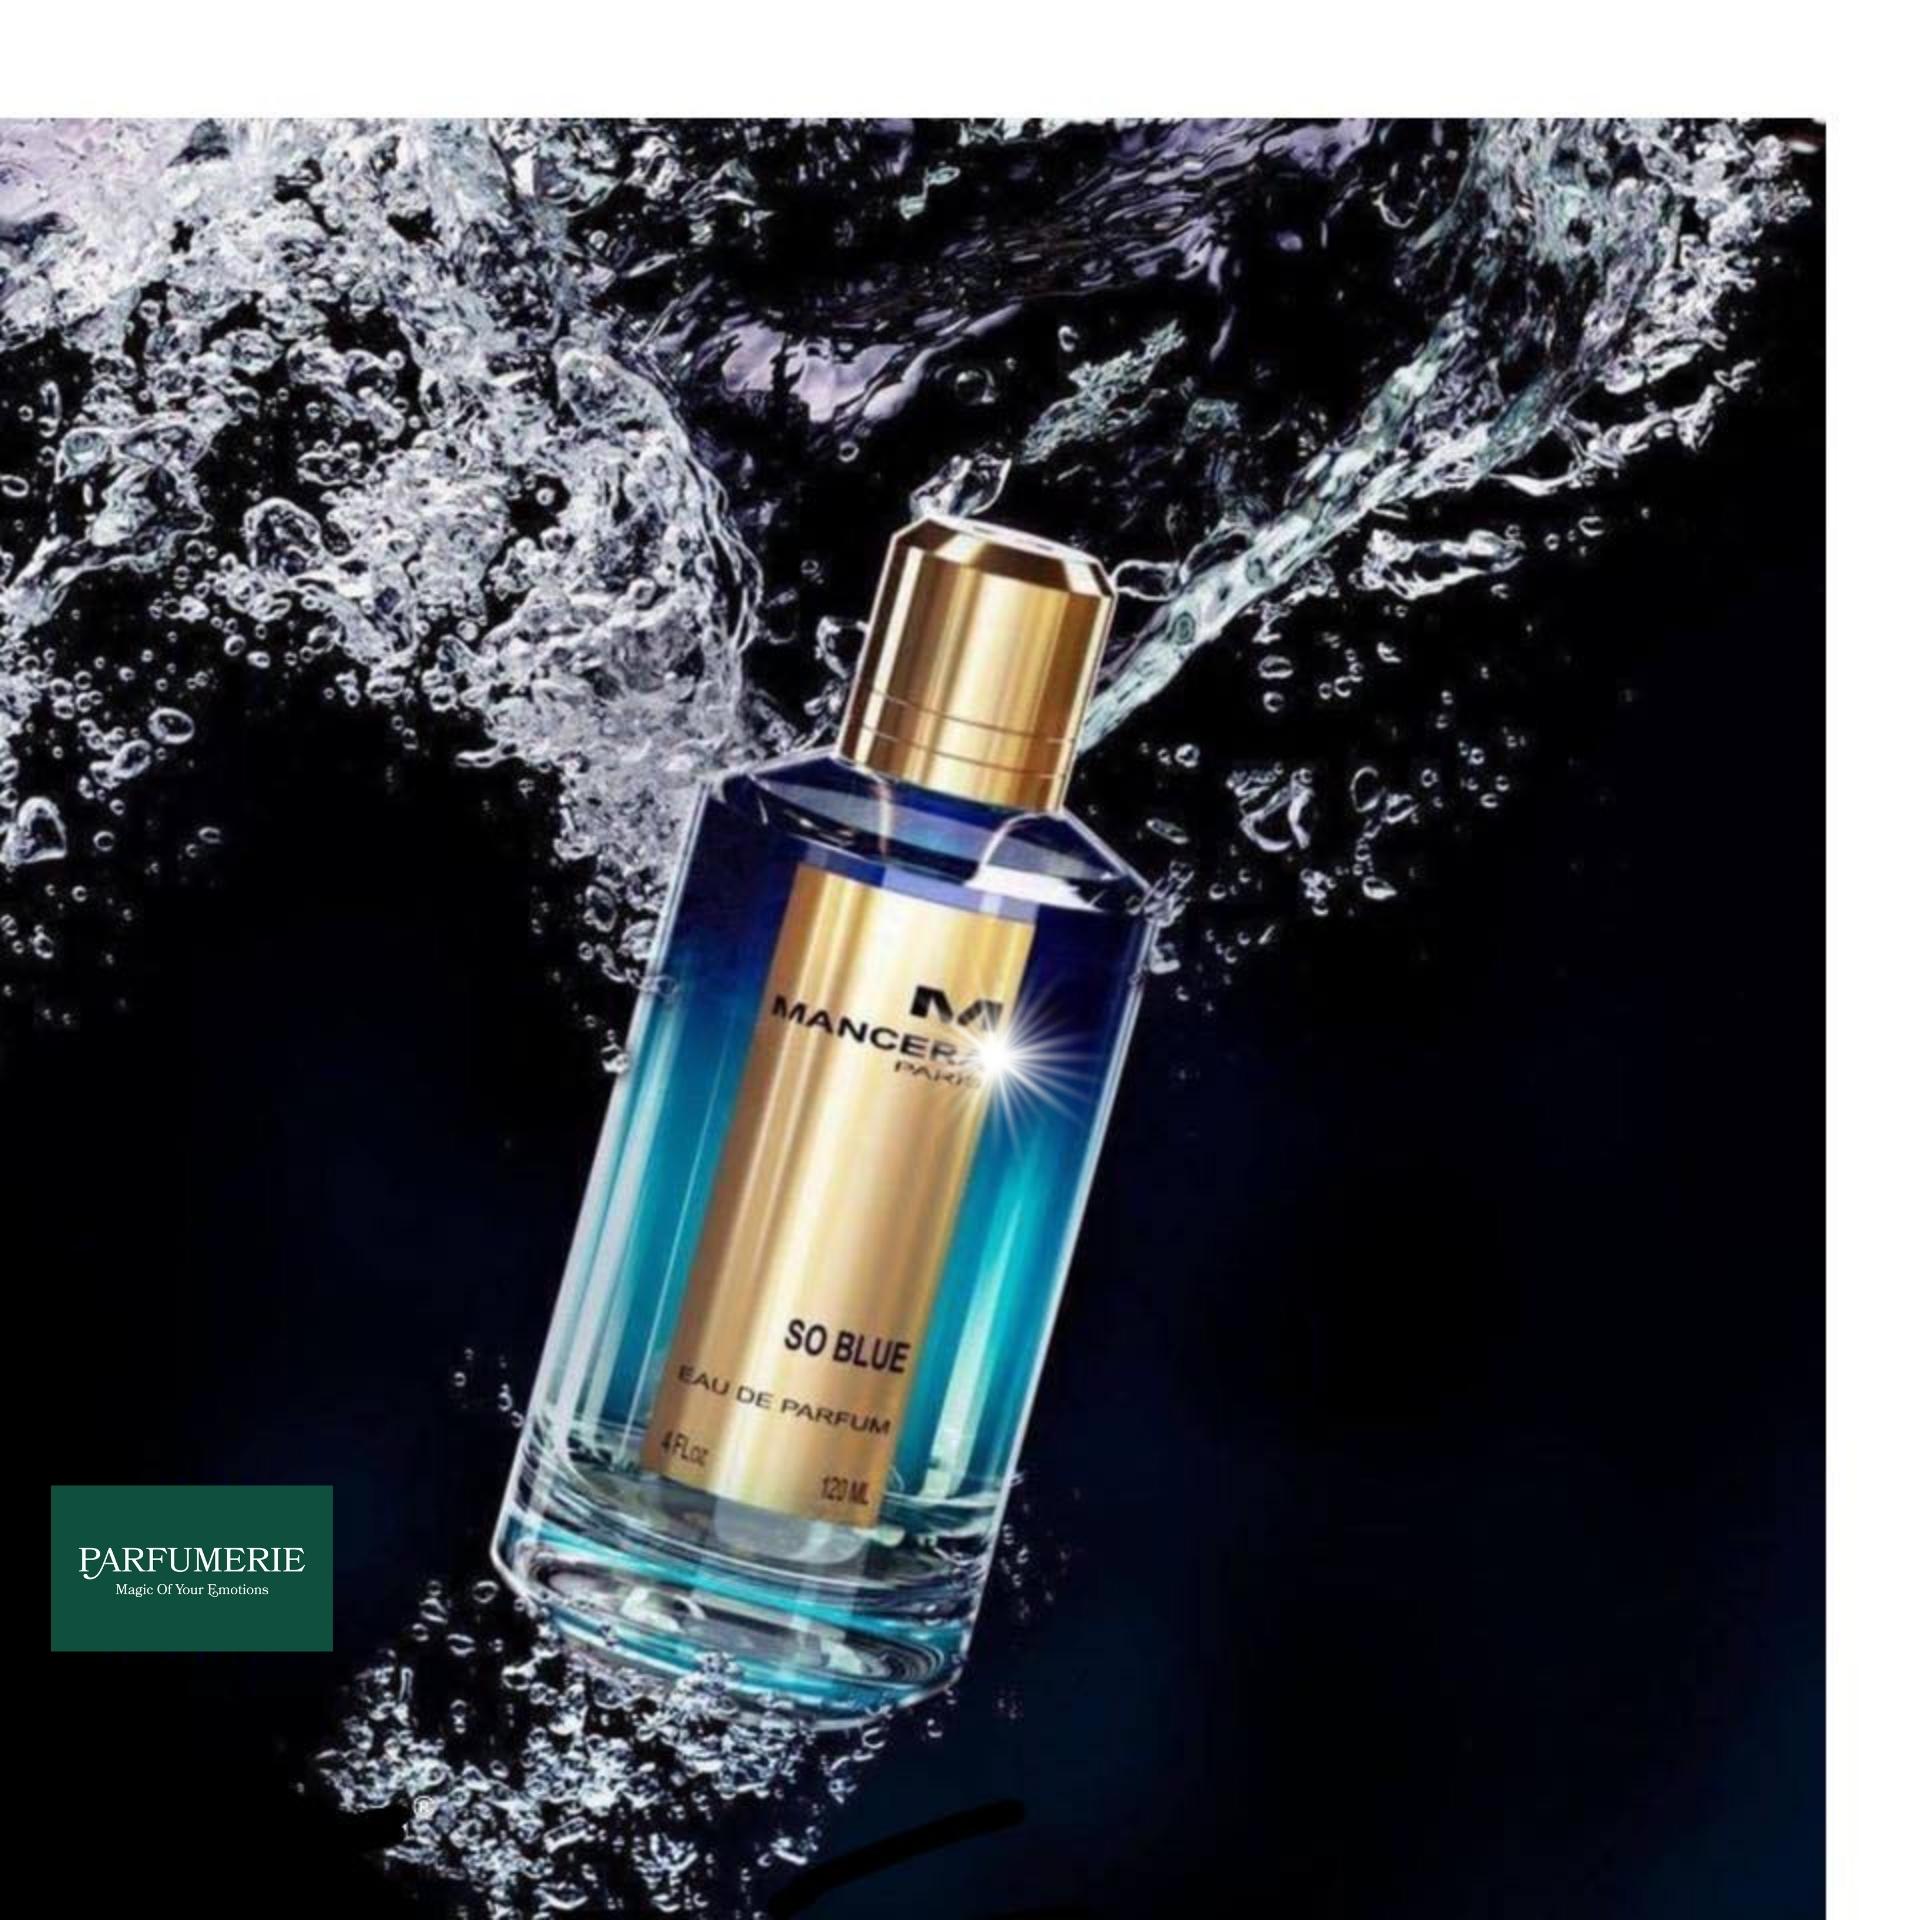 M
MANCERA
PARIS
SO BLUE
EAU DE PARFUM
4 FL.oz
120 ML
PARFUMERIE
Magic Of Your Emotions
®